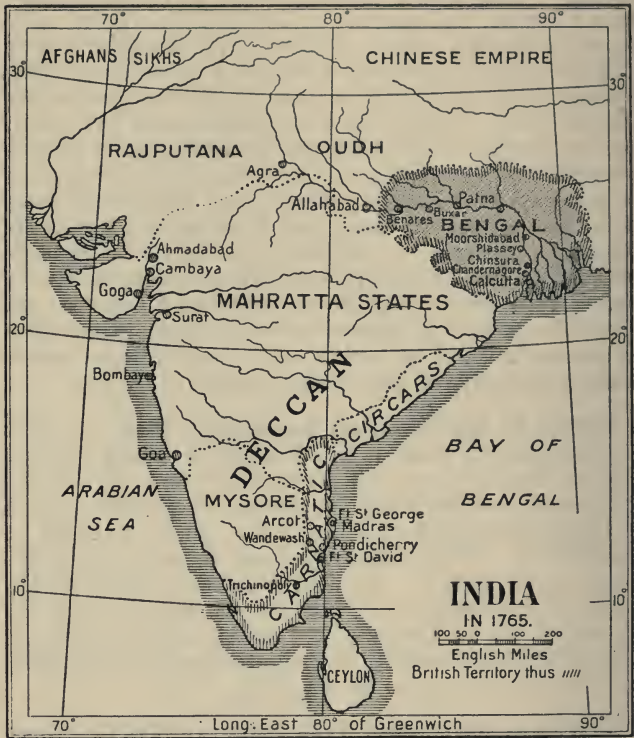 70° 80° 90°
AFGHANS SIKHS CHINESE EMPIRE
30° 30°
RAJPUTANA OUDH
Agra
Allahabad
Benares
Buxar
Patna
BENGAL
Moorshidabad
Plassey
Chinsura
Chandernagore
Calcutta
Ahmadabad
Cambaya
Goga
Surat
MAHRATTA STATES
20° 20°
Bombay
DECCAN
CIRCARS
Goa
BAY OF
BENGAL
ARABIAN
SEA
MYSORE
CARNATIC
Arcot
Wandewash
Ft St George
Madras
Pondicherry
Ft St David
Trichinopoly
10° 10°
CEYLON
INDIA
IN 1765.
100 50 0 100 200
English Miles
British Territory thus
70° Long. East 80° of Greenwich 90°